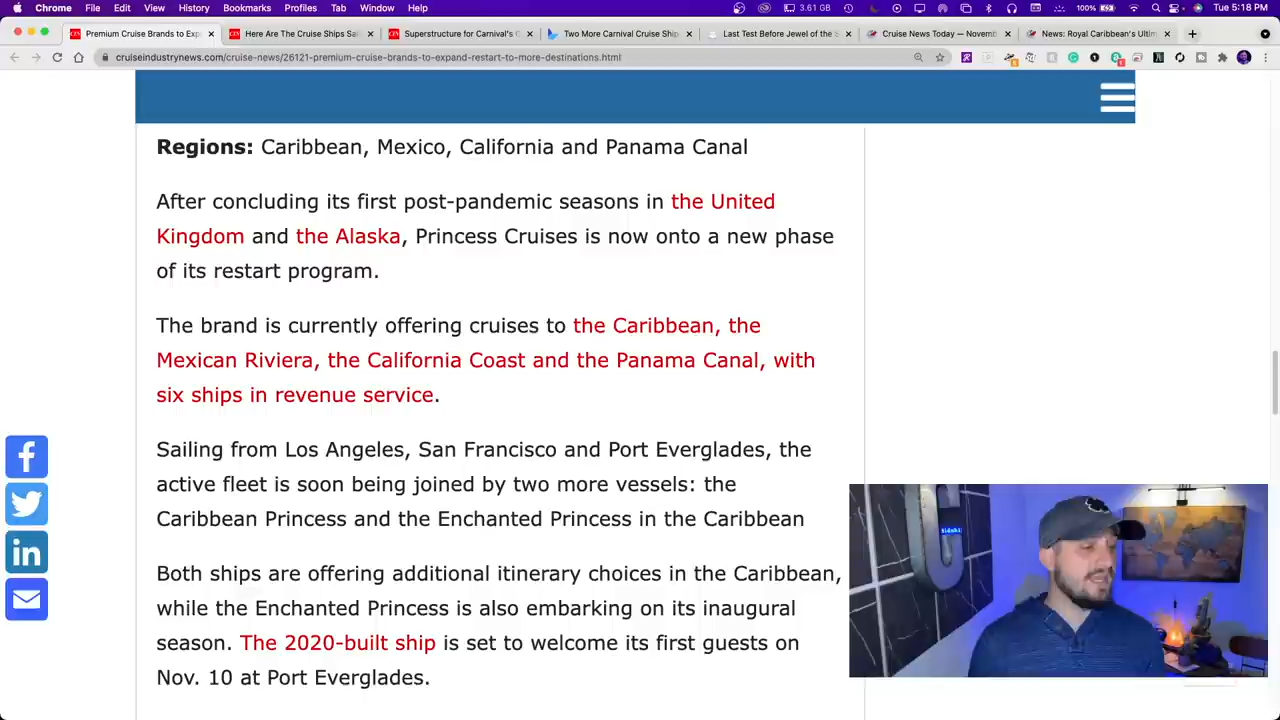 Chrome File Edit View History Bookmarks Profiles Tab Window Help 3.61 GB 100% Tue 5:18 PM
Premium Cruise Brands to Exp Here Are The Cruise Ships Sai Superstructure for Carnival's Two More Carnival Cruise Ship Last Test Before Jewel of the Cruise News Today — Novemb News: Royal Caribbean's Ultim
cruiseindustrynews.com/cruise-news/26121-premium-cruise-brands-to-expand-restart-to-more-destinations.html
Regions: Caribbean, Mexico, California and Panama Canal
After concluding its first post-pandemic seasons in the United
Kingdom and the Alaska, Princess Cruises is now onto a new phase
of its restart program.
The brand is currently offering cruises to the Caribbean, the
Mexican Riviera, the California Coast and the Panama Canal, with
six ships in revenue service.
Sailing from Los Angeles, San Francisco and Port Everglades, the
active fleet is soon being joined by two more vessels: the
Caribbean Princess and the Enchanted Princess in the Caribbean
Both ships are offering additional itinerary choices in the Caribbean,
while the Enchanted Princess is also embarking on its inaugural
season. The 2020-built ship is set to welcome its first guests on
Nov. 10 at Port Everglades.